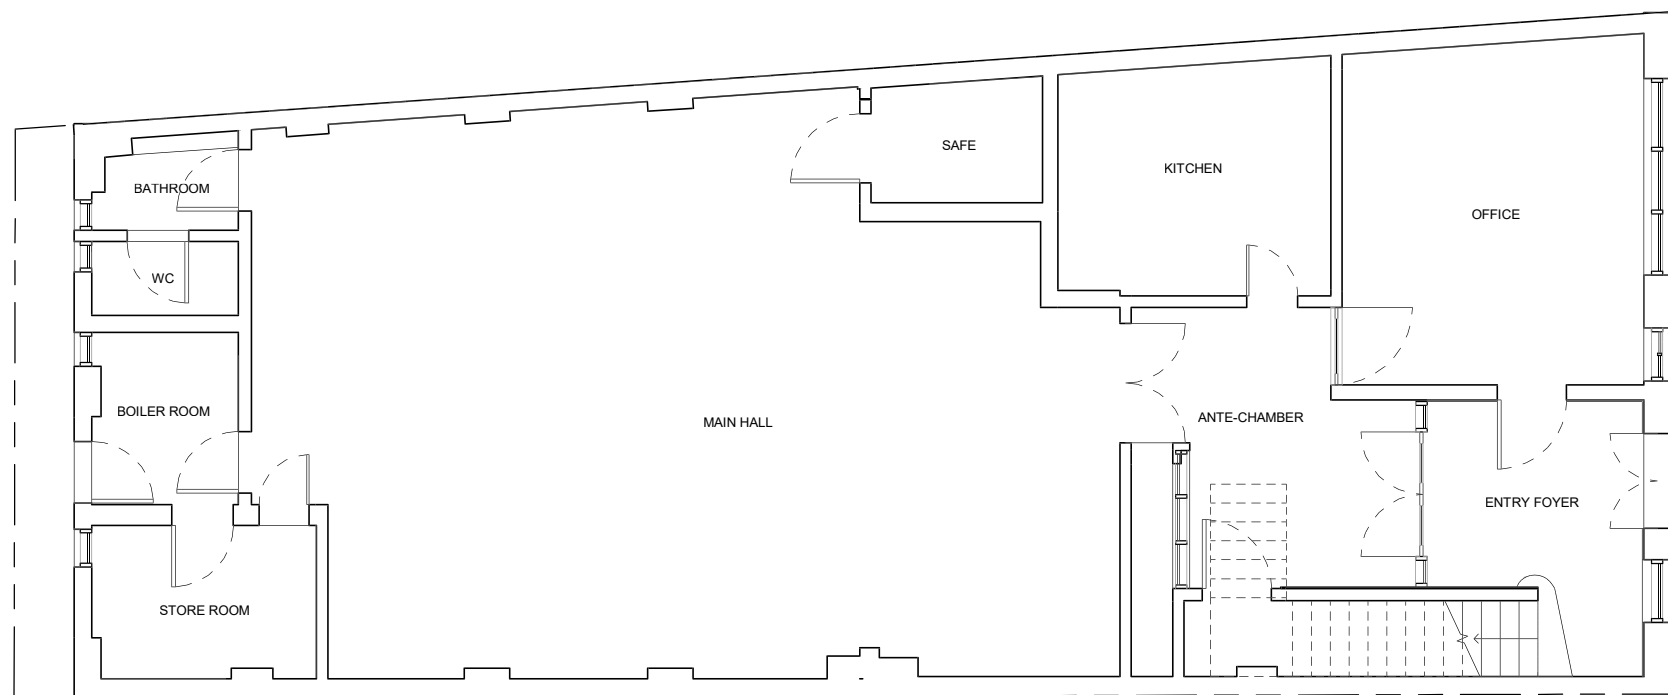 SAFE
KITCHEN
BATHROOM
OFFICE
WC
BOILER ROOM
MAIN HALL
ANTE-CHAMBER
ENTRY FOYER
STORE ROOM